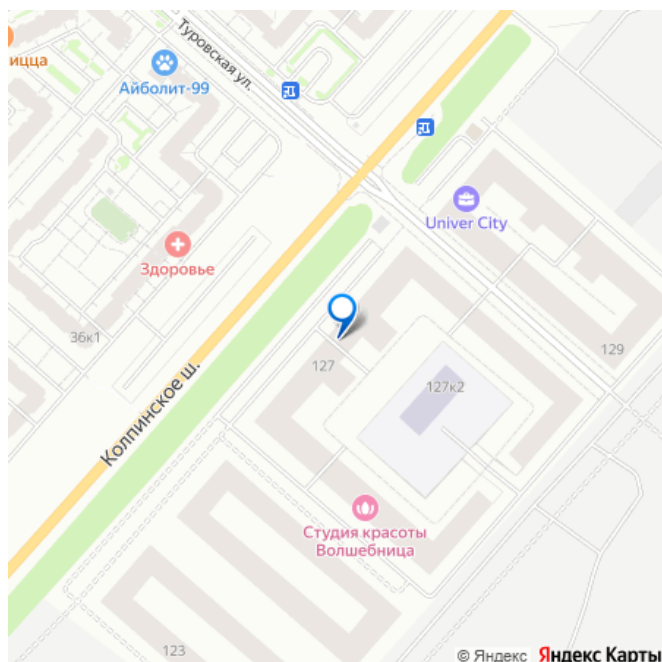 ицца
Айболит-99
Туровская ул.
Univer City
Здоровье
36к1
127
129
127к2
Колпинское ш.
Студия красоты
Волшебница
123
© Яндекс Яндекс Карты